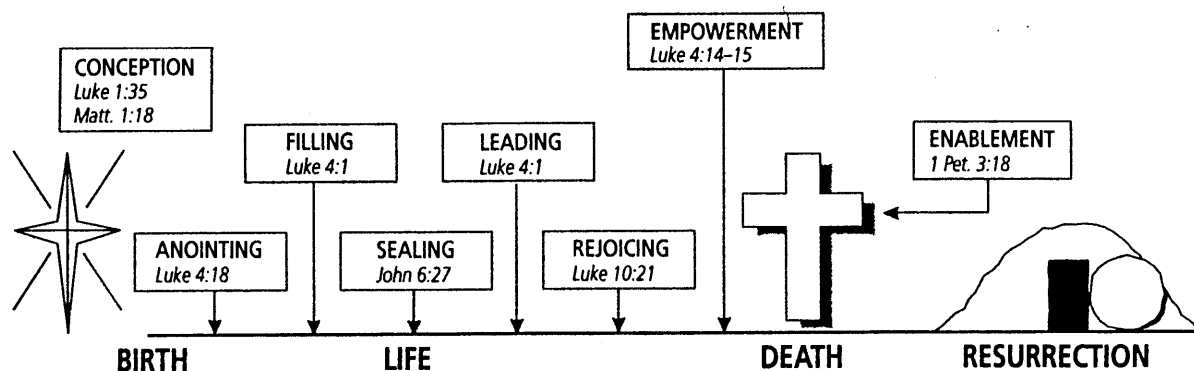 CONCEPTION
Luke 1:35
Matt. 1:18
ANOINTING
Luke 4:18
FILLING
Luke 4:1
SEALING
John 6:27
LEADING
Luke 4:1
REJOICING
Luke 10:21
EMPOWERMENT
Luke 4:14–15
ENABLEMENT
1 Pet. 3:18
BIRTH
LIFE
DEATH
RESURRECTION